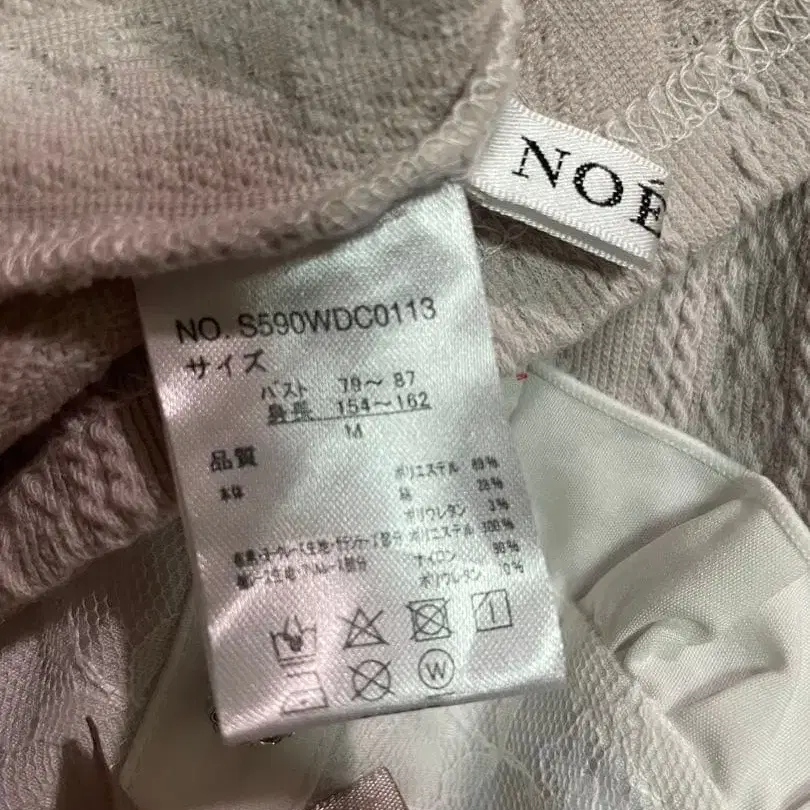 NOÉ
NO. S590WDC0113
サイズ
バスト 79～ 87
身長 154～162
M
品質
本体 ポリエステル 69%
綿 28%
ポリウレタン 3%
ポリエステル 100%
ナイロン 90%
ポリウレタン
W